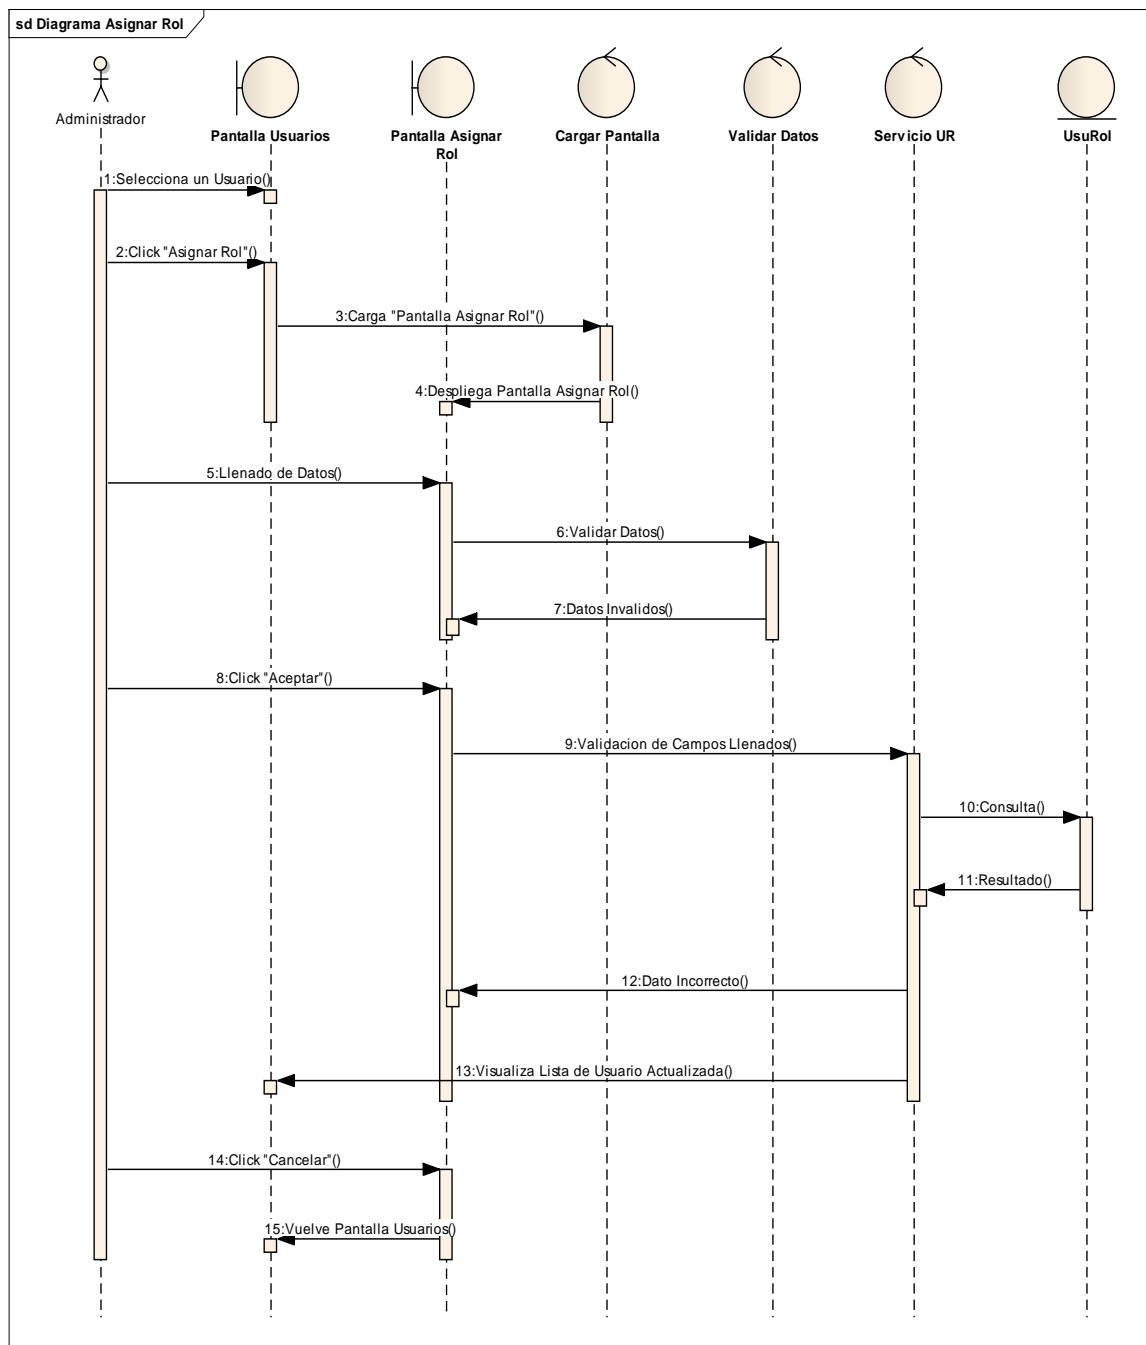 sd Diagrama Asignar Rol
Administrador
Pantalla Usuarios
Pantalla Asignar
Rol
Cargar Pantalla
Validar Datos
Servicio UR
UsuRol
1:Selecciona un Usuario()
2:Click "Asignar Rol"()
3:Carga "Pantalla Asignar Rol"()
4:Despliega Pantalla Asignar Rol()
5:Llenado de Datos()
6:Validar Datos()
7:Datos Invalidos()
8:Click "Aceptar"()
9:Validacion de Campos Llenados()
10:Consulta()
11:Resultado()
12:Dato Incorrecto()
13:Visualiza Lista de Usuario Actualizada()
14:Click "Cancelar"()
15:Vuelve Pantalla Usuarios()